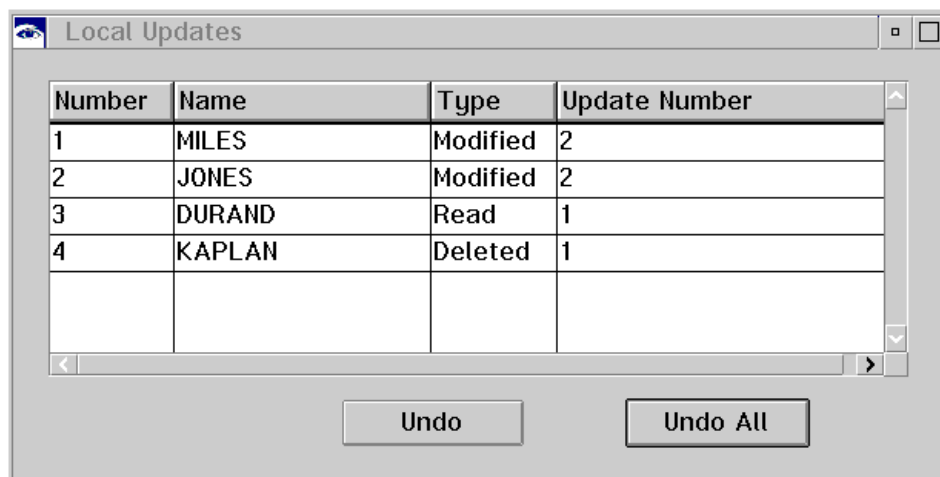 Local Updates
Number Name Type Update Number
1 MILES Modified 2
2 JONES Modified 2
3 DURAND Read 1
4 KAPLAN Deleted 1
Undo Undo All